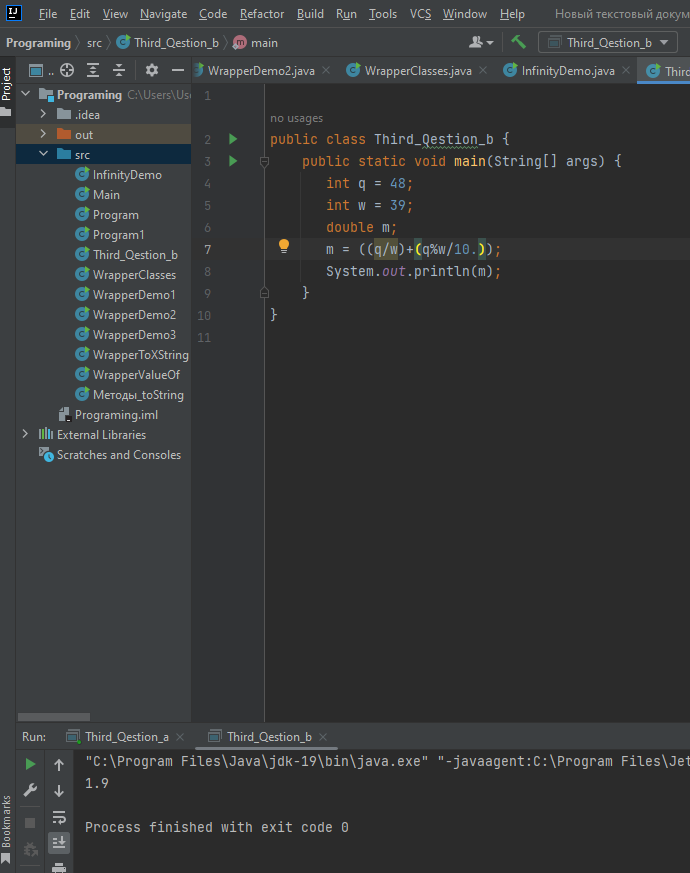 File Edit View Navigate Code Refactor Build Run Tools VCS Window Help Новый текстовый докум
Programing src Third_Qestion_b main Third_Qestion_b
Project
.. WrapperDemo2.java WrapperClasses.java InfinityDemo.java Third
Programing C:\Users\Use
.idea
out
src
InfinityDemo
Main
Program
Program1
Third_Qestion_b
WrapperClasses
WrapperDemo1
WrapperDemo2
WrapperDemo3
WrapperToXString
WrapperValueOf
Методы_toString
Programing.iml
External Libraries
Scratches and Consoles
1
no usages
2 public class Third_Qestion_b {
3 public static void main(String[] args) {
4 int q = 48;
5 int w = 39;
6 double m;
7 m = ((q/w)+(q%w/10.));
8 System.out.println(m);
9 }
10 }
11
Run: Third_Qestion_a Third_Qestion_b
"C:\Program Files\Java\jdk-19\bin\java.exe" "-javaagent:C:\Program Files\Jet
1.9
Process finished with exit code 0
Bookmarks